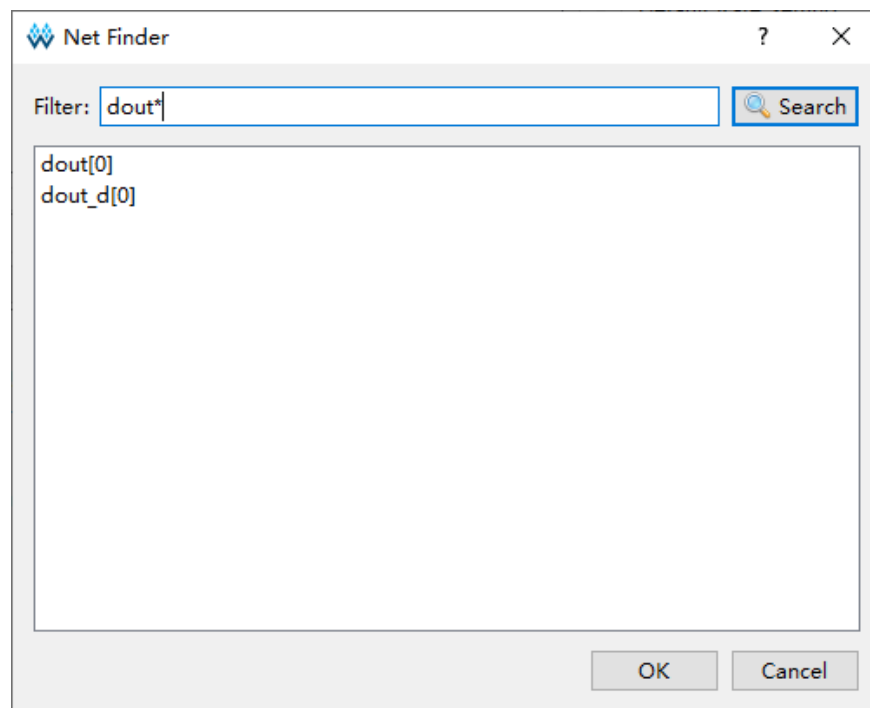 Net Finder
?
Filter: dout* Search
dout[0]
dout_d[0]
OK Cancel